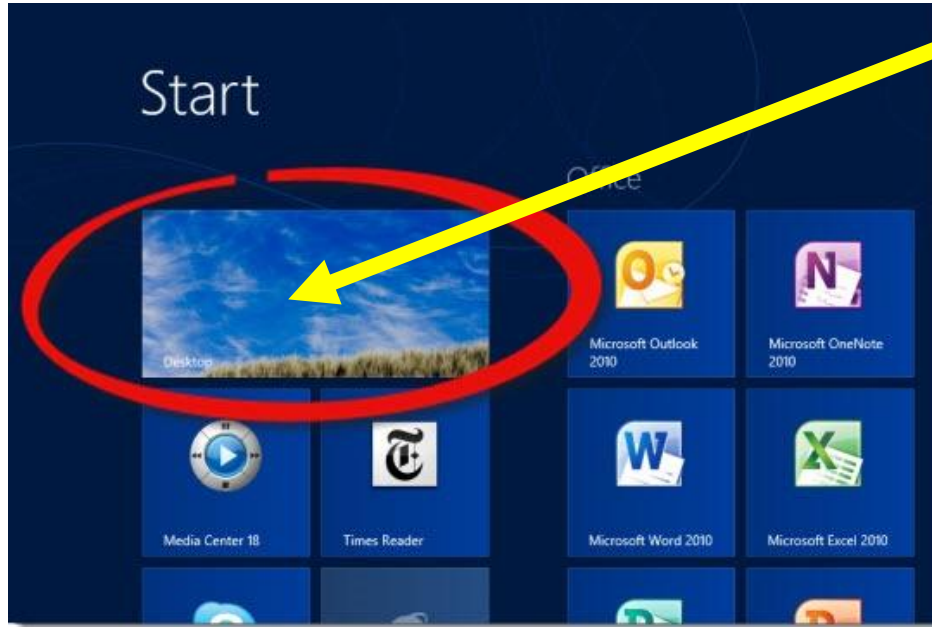 Start
Office
Desktop
Microsoft Outlook
2010
Microsoft OneNote
2010
Media Center 18
Times Reader
Microsoft Word 2010
Microsoft Excel 2010